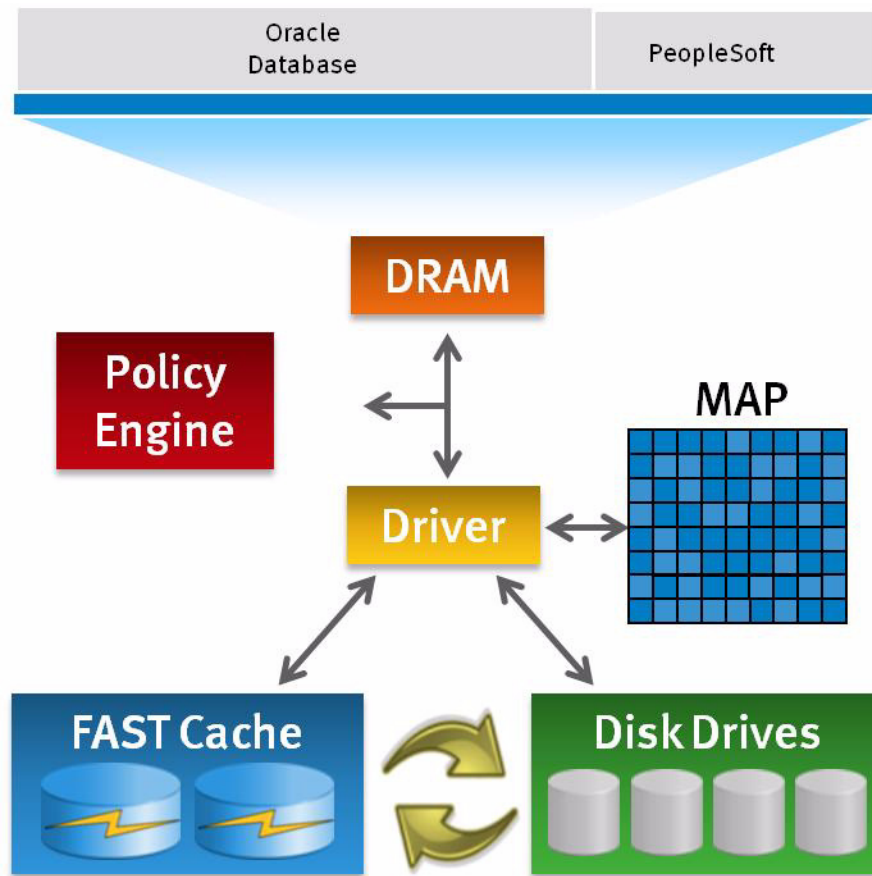 Oracle
Database
PeopleSoft
DRAM
Policy
Engine
MAP
Driver
FAST Cache
Disk Drives